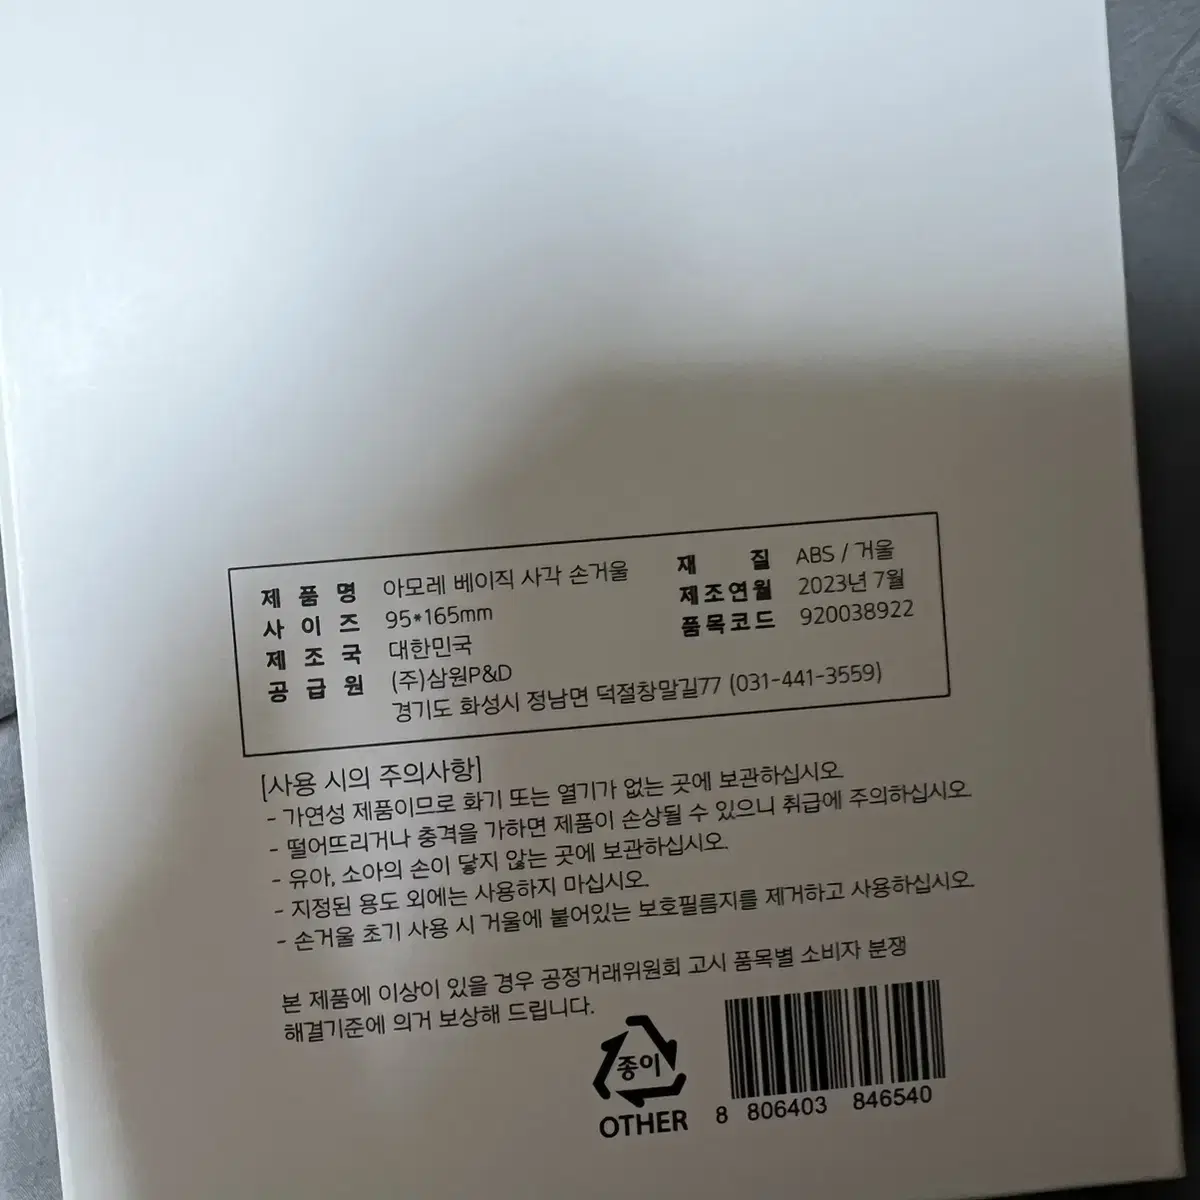 제 품 명 아모레 베이직 사각 손거울 재 질 ABS / 거울
사 이 즈 95*165mm 제조연월 2023년 7월
제 조 국 대한민국 품목코드 920038922
공 급 원 (주)삼원P&D
경기도 화성시 정남면 덕절창말길77 (031-441-3559)
[사용 시의 주의사항]
- 가연성 제품이므로 화기 또는 열기가 없는 곳에 보관하십시오.
- 떨어뜨리거나 충격을 가하면 제품이 손상될 수 있으니 취급에 주의하십시오.
- 유아, 소아의 손이 닿지 않는 곳에 보관하십시오.
- 지정된 용도 외에는 사용하지 마십시오.
- 손거울 초기 사용 시 거울에 붙어있는 보호필름지를 제거하고 사용하십시오.
본 제품에 이상이 있을 경우 공정거래위원회 고시 품목별 소비자 분쟁
해결기준에 의거 보상해 드립니다.
종이
OTHER
8 806403 846540